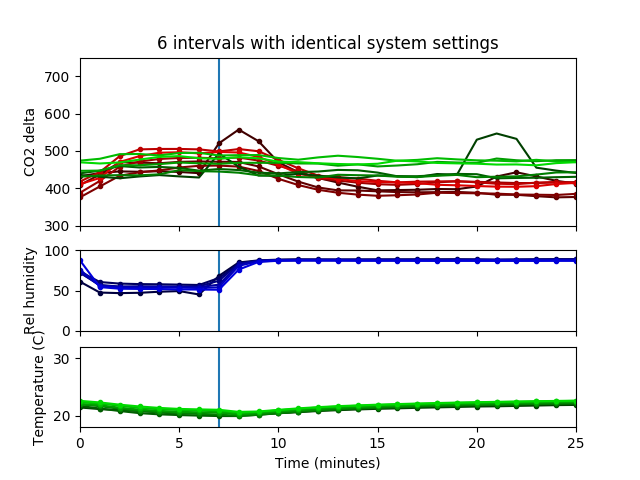 6 intervals with identical system settings
700
600
500
400
300
CO2 delta
100
50
0
Rel humidity
30
20
Temperature (C)
0 5 10 15 20 25
Time (minutes)